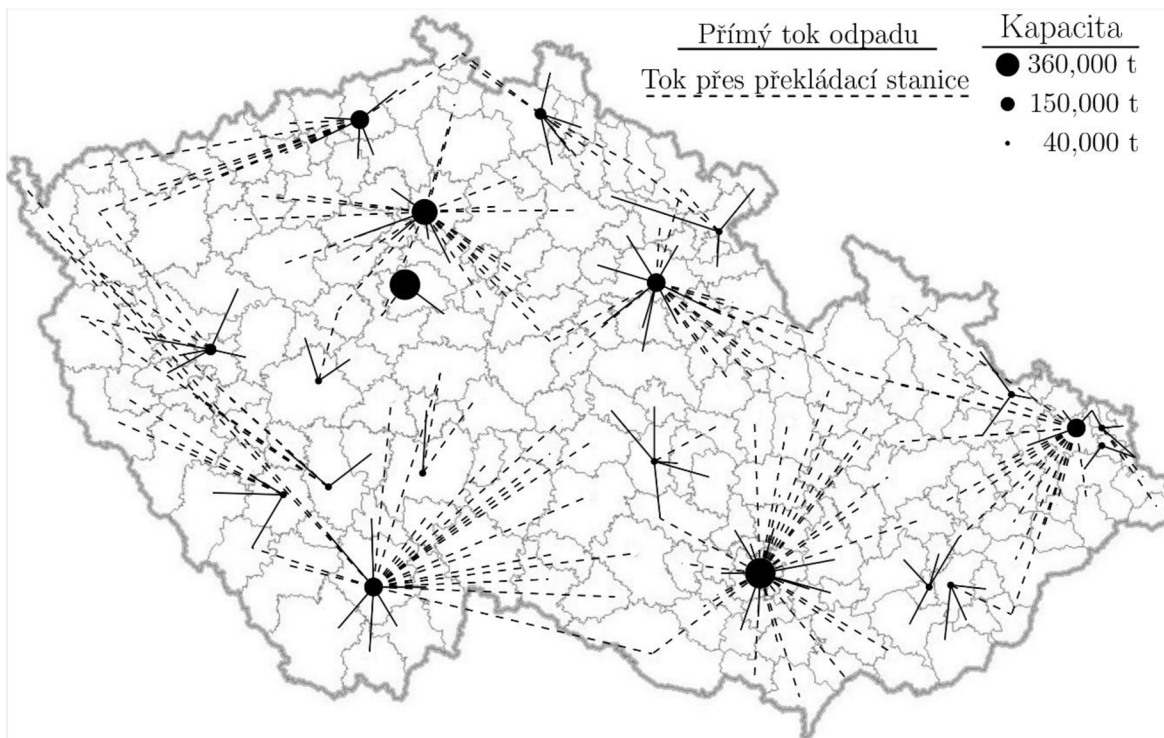 Přímý tok odpadu
Tok přes překládací stanice
Kapacita
360,000 t
150,000 t
40,000 t